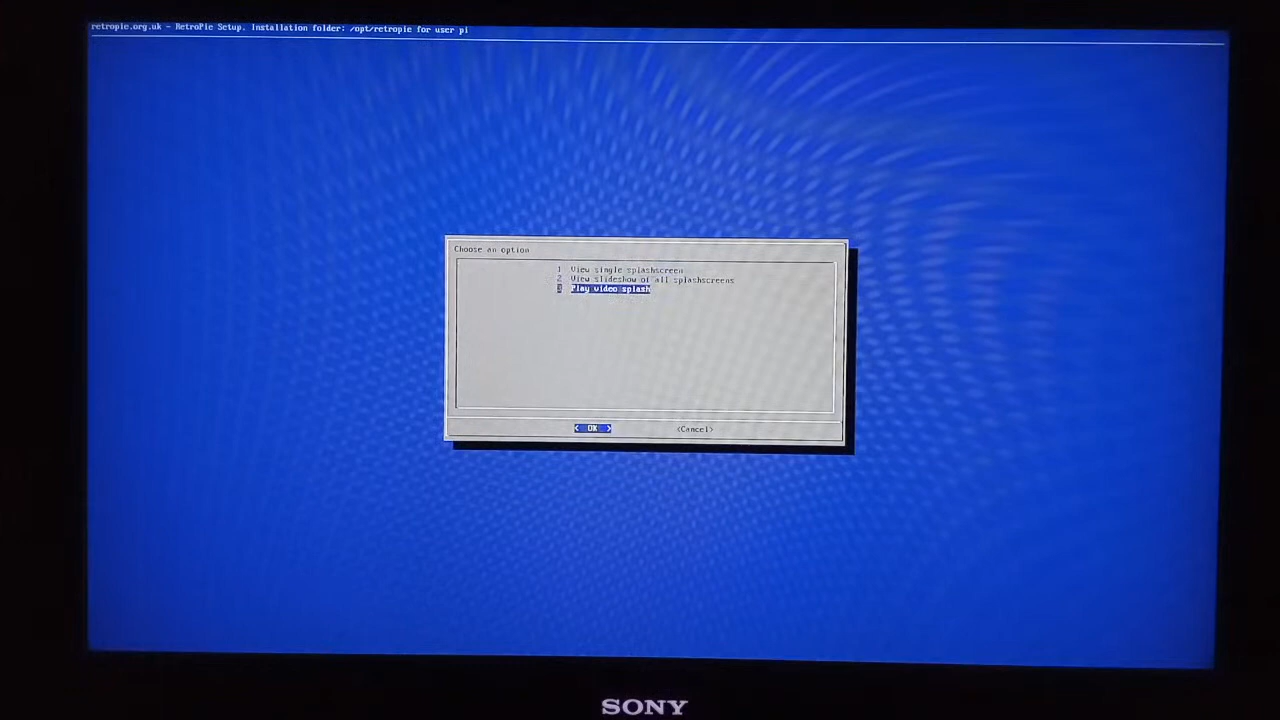 retropie.org.uk - RetroPie Setup. Installation folder: /opt/retropie for user pi
Choose an option
1 View single splashscreen
2 View slideshow of all splashscreens
3 Play video splash
< OK > <Cancel>
SONY